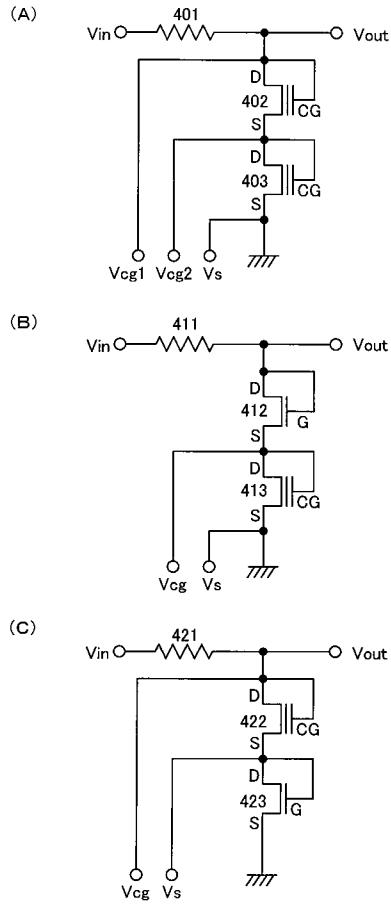 (A)
401
Vin
Vout
D
402
CG
S
D
403
CG
S
Vcg1 Vcg2 Vs
(B)
411
Vin
Vout
D
412
G
S
D
413
CG
S
Vcg Vs
(C)
421
Vin
Vout
D
422
CG
S
D
423
G
S
Vcg Vs